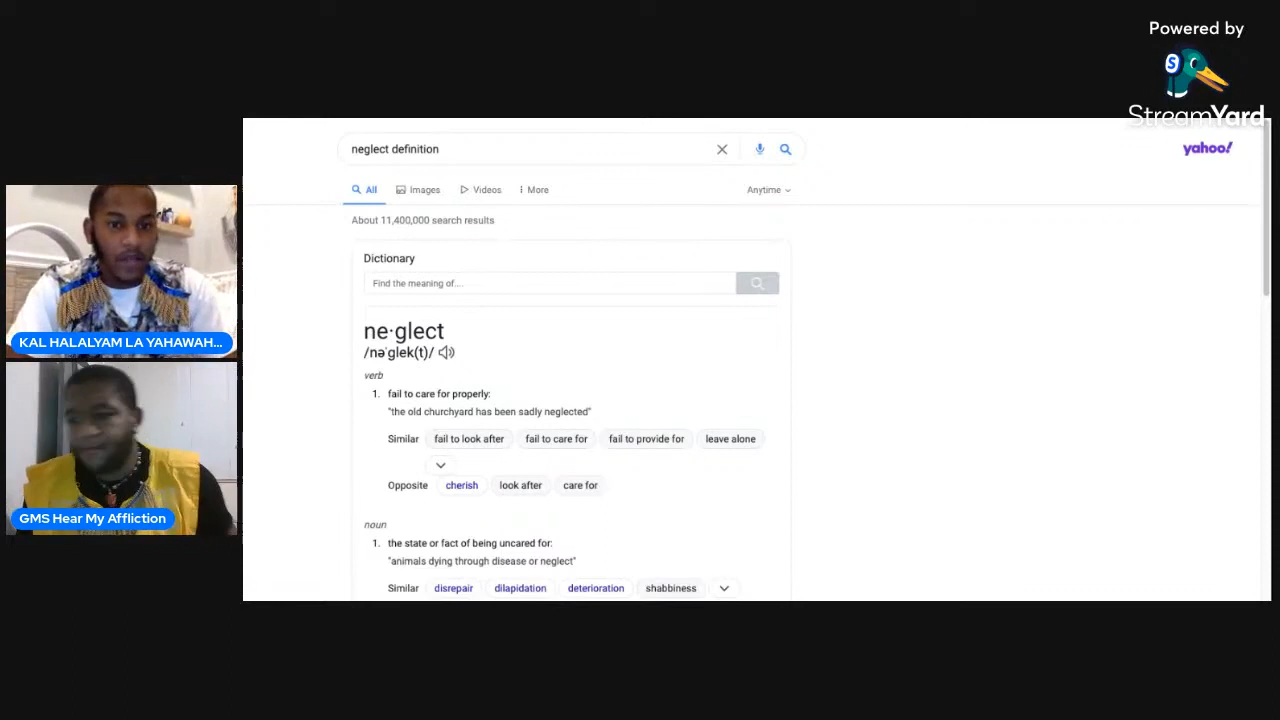 Powered by
S
StreamYard
neglect definition
yahoo!
All Images Videos More Anytime
About 11,400,000 search results
Dictionary
Find the meaning of....
ne·glect
/nəˈɡlek(t)/
verb
1. fail to care for properly:
"the old churchyard has been sadly neglected"
Similar fail to look after fail to care for fail to provide for leave alone
Opposite cherish look after care for
noun
1. the state or fact of being uncared for:
"animals dying through disease or neglect"
Similar disrepair dilapidation deterioration shabbiness
KAL HALALYAM LA YAHAWAH...
GMS Hear My Affliction